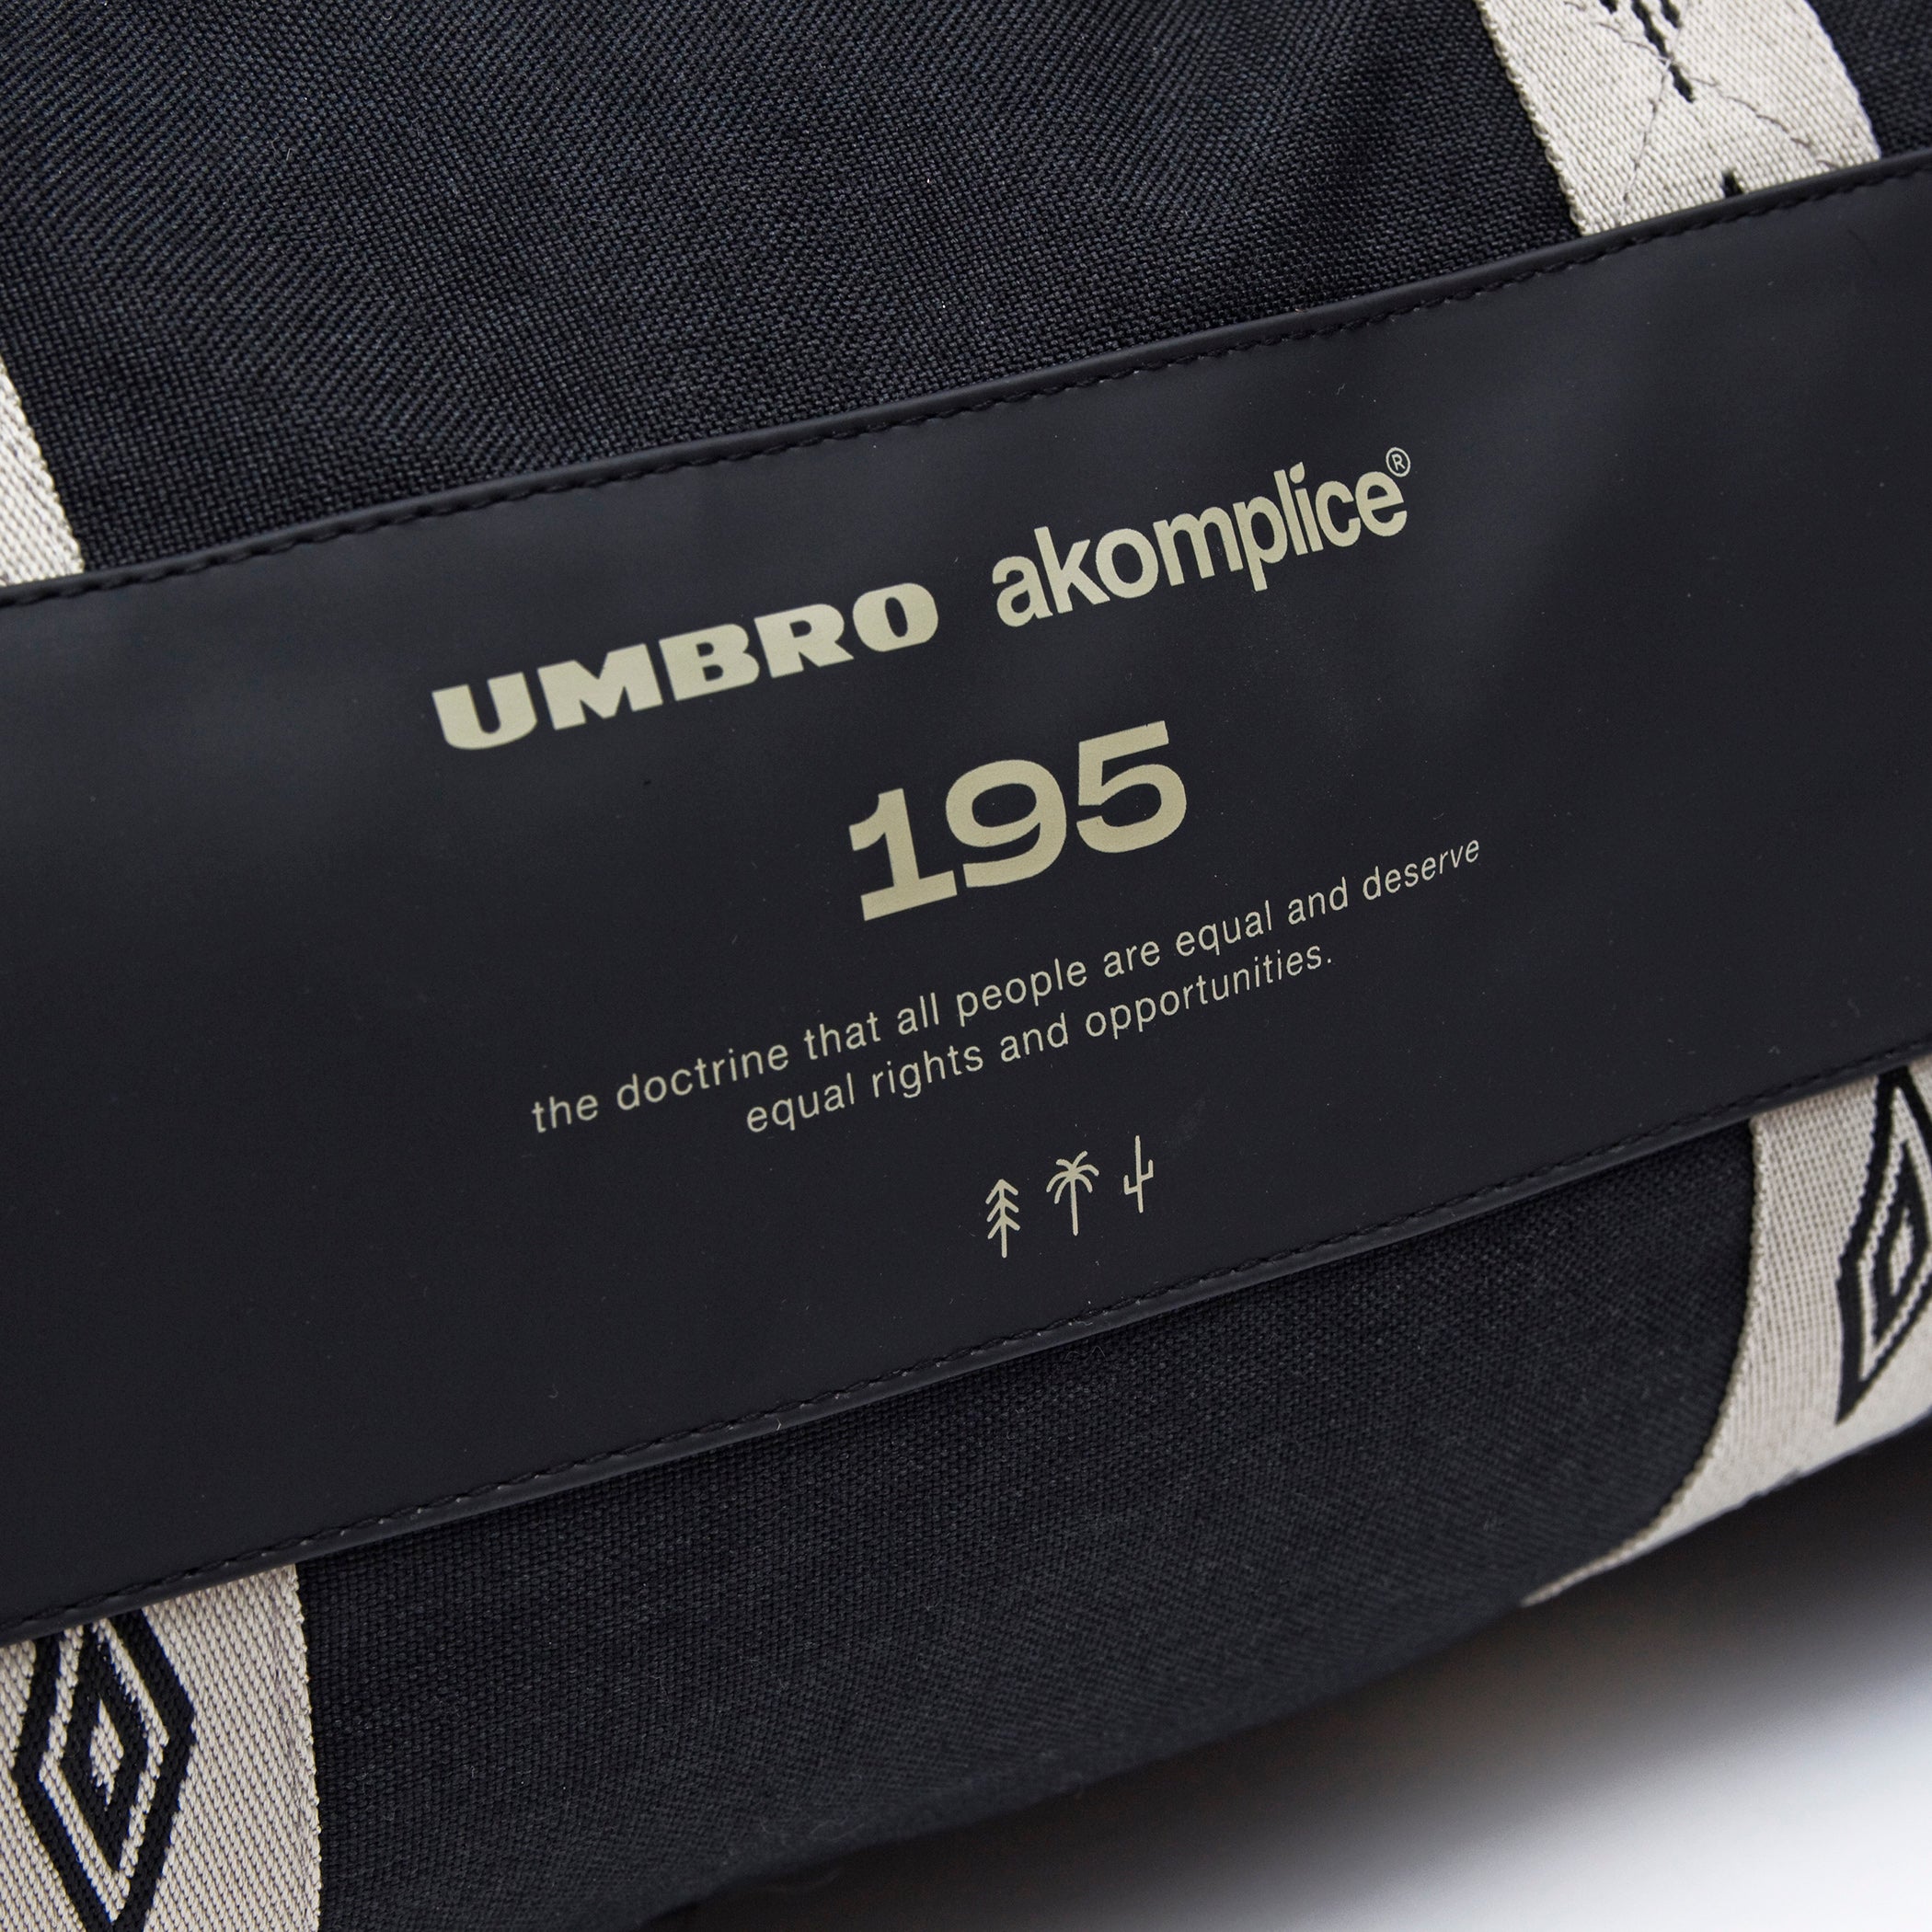 UMBRO akomplice®
195
the doctrine that all people are equal and deserve
equal rights and opportunities.